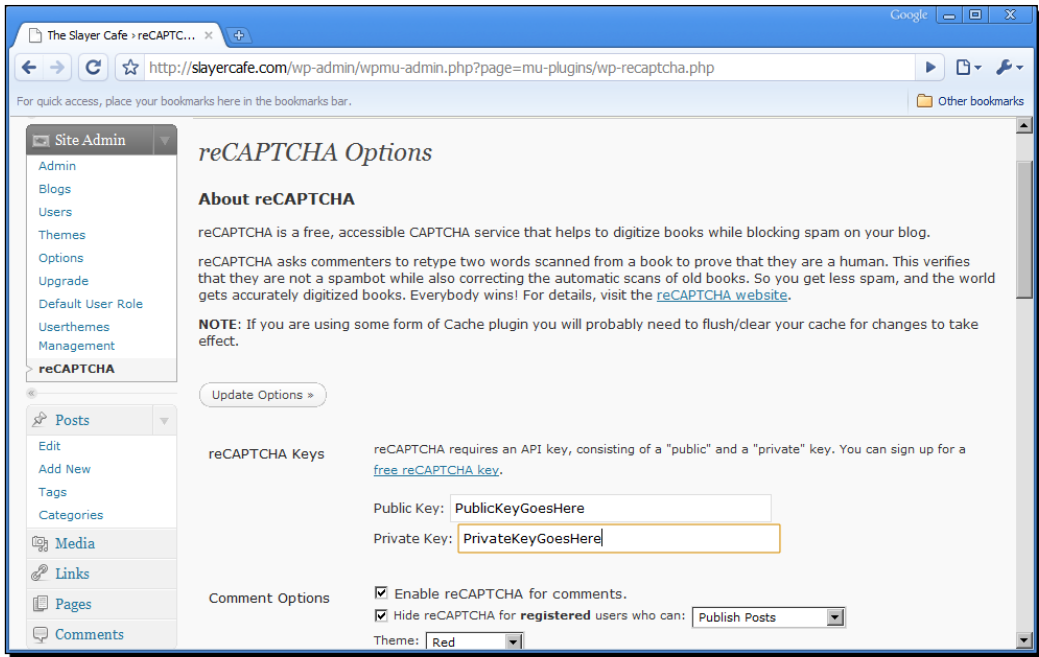 Google
The Slayer Cafe › reCAPTC...
http://slayercafe.com/wp-admin/wpmu-admin.php?page=mu-plugins/wp-recaptcha.php
For quick access, place your bookmarks here in the bookmarks bar.
Other bookmarks
Site Admin
Admin
Blogs
Users
Themes
Options
Upgrade
Default User Role
Userthemes
Management
reCAPTCHA
Posts
Edit
Add New
Tags
Categories
Media
Links
Pages
Comments
reCAPTCHA Options
About reCAPTCHA
reCAPTCHA is a free, accessible CAPTCHA service that helps to digitize books while blocking spam on your blog.
reCAPTCHA asks commenters to retype two words scanned from a book to prove that they are a human. This verifies
that they are not a spambot while also correcting the automatic scans of old books. So you get less spam, and the world
gets accurately digitized books. Everybody wins! For details, visit the reCAPTCHA website.
NOTE: If you are using some form of Cache plugin you will probably need to flush/clear your cache for changes to take
effect.
Update Options »
reCAPTCHA Keys
reCAPTCHA requires an API key, consisting of a "public" and a "private" key. You can sign up for a
free reCAPTCHA key.
Public Key: PublicKeyGoesHere
Private Key: PrivateKeyGoesHere
Comment Options
Enable reCAPTCHA for comments.
Hide reCAPTCHA for registered users who can: Publish Posts
Theme: Red